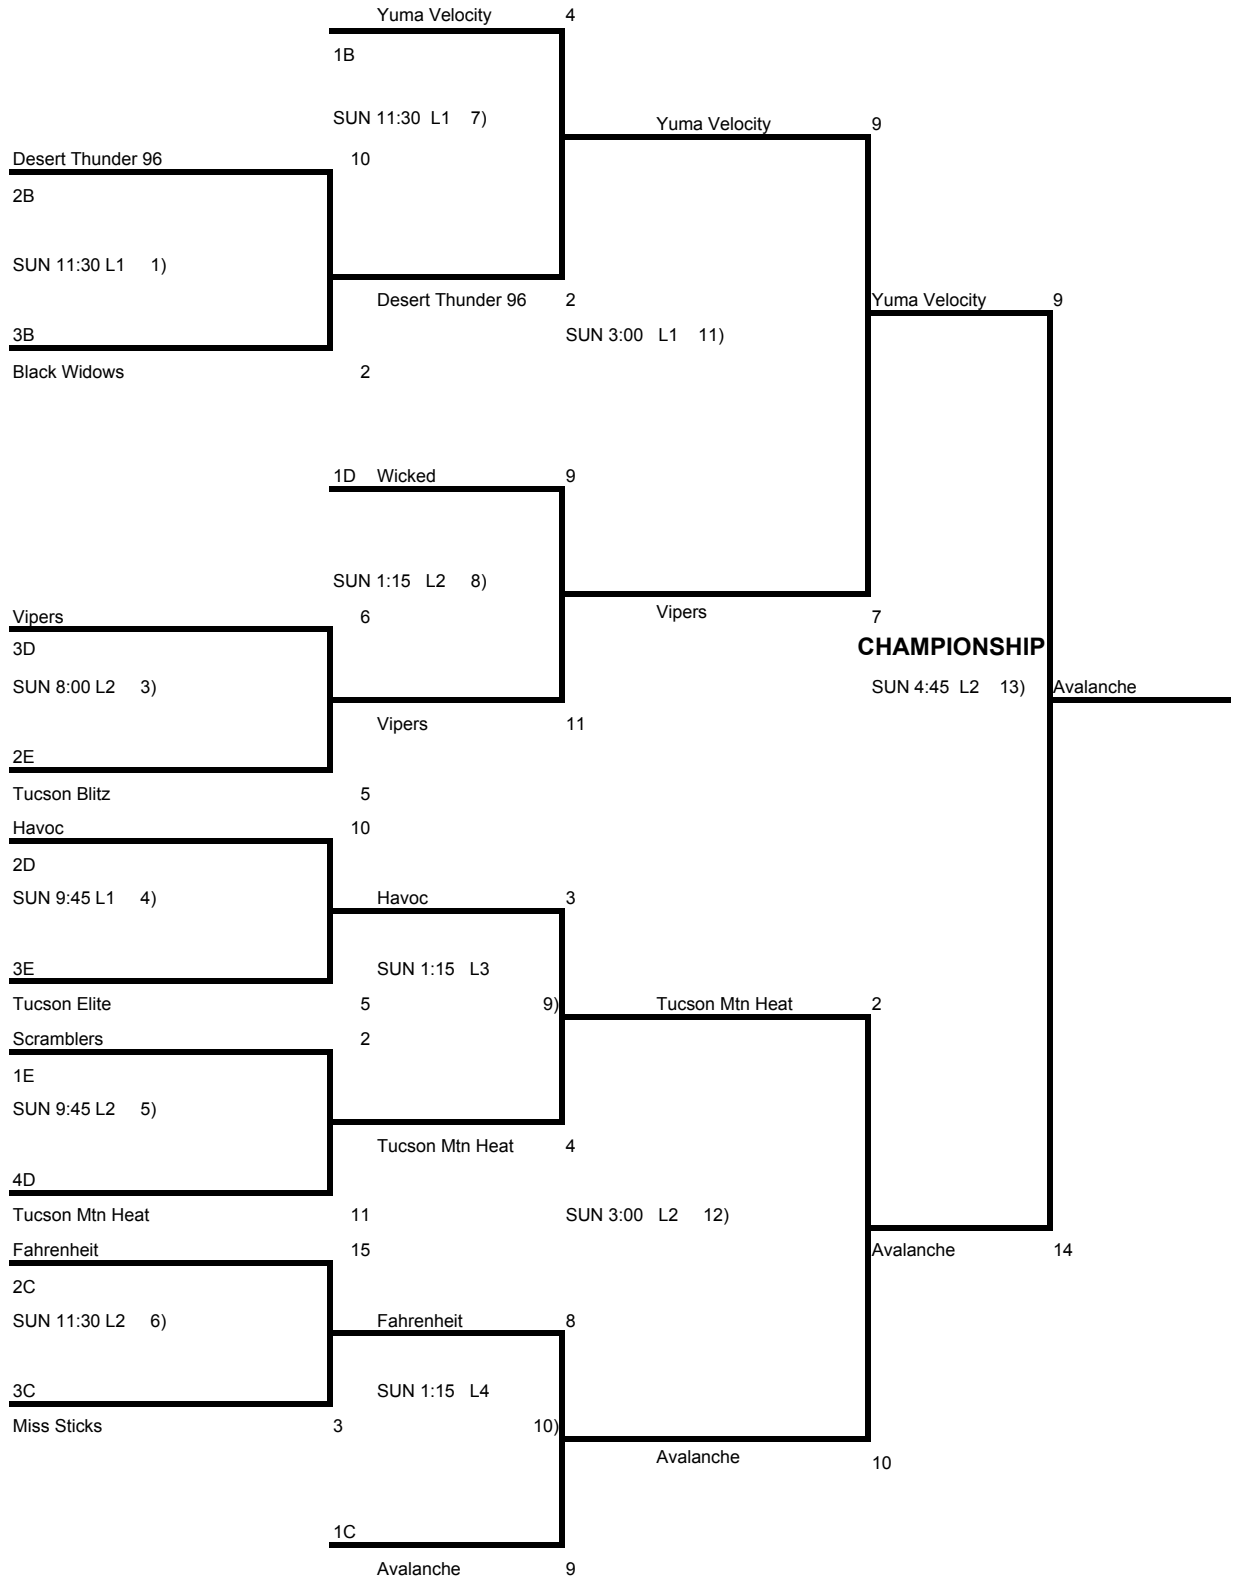 Yuma Velocity 4
1B
SUN 11:30 L1 7)
Yuma Velocity 9
Desert Thunder 96 10
2B
SUN 11:30 L1 1)
Desert Thunder 96 2
Yuma Velocity 9
3B
SUN 3:00 L1 11)
Black Widows 2
1D Wicked 9
SUN 1:15 L2 8)
Vipers 6
Vipers 7
3D
CHAMPIONSHIP
SUN 8:00 L2 3)
SUN 4:45 L2 13)
Avalanche
Vipers 11
2E
Tucson Blitz 5
Havoc 10
2D
SUN 9:45 L1 4)
Havoc 3
3E
SUN 1:15 L3
Tucson Elite 5
9)
Tucson Mtn Heat 2
Scramblers 2
1E
SUN 9:45 L2 5)
Tucson Mtn Heat 4
4D
Tucson Mtn Heat 11
SUN 3:00 L2 12)
Fahrenheit 15
Avalanche 14
2C
SUN 11:30 L2 6)
Fahrenheit 8
3C
SUN 1:15 L4
Miss Sticks 3
10)
Avalanche 10
1C
Avalanche 9